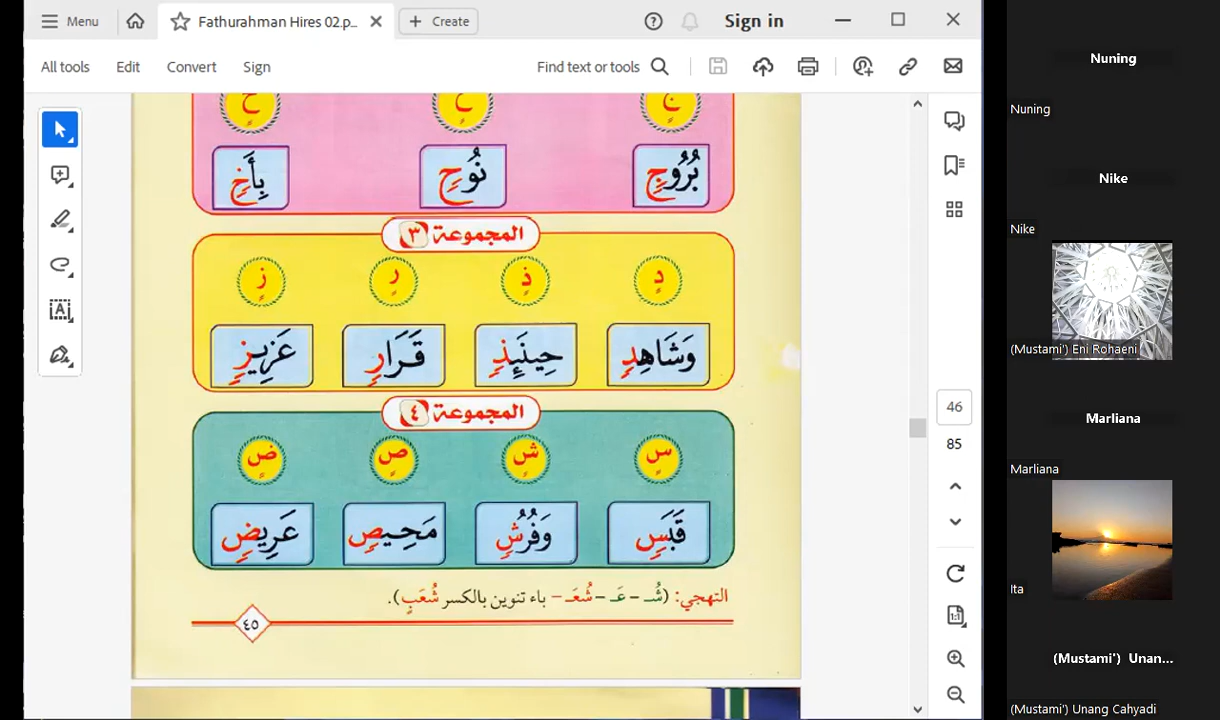 Menu
Fathurahman Hires 02.p...
Create
Sign in
All tools
Edit
Convert
Sign
Find text or tools
جٍ حٍ خٍ
بُرُوجٍ نُوحٍ بِأَخٍ
المجموعة ٣
دٍ ذٍ رٍ زٍ
وَشَاهِدٍ حِينَئِذٍ قَرَارٍ عَزِيزٍ
المجموعة ٤
سٍ شٍ صٍ ضٍ
قَبَسٍ وَفُرُشٍ مَحِيصٍ عَرِيضٍ
التهجي: (شُـ - عَـ - شُعَـ - باء تنوين بالكسر شُعَبٍ).
٤٥
46
85
1:1
Nuning
Nuning
Nike
Nike
(Mustami') Eni Rohaeni
Marliana
Marliana
Ita
(Mustami') Unan...
(Mustami') Unang Cahyadi